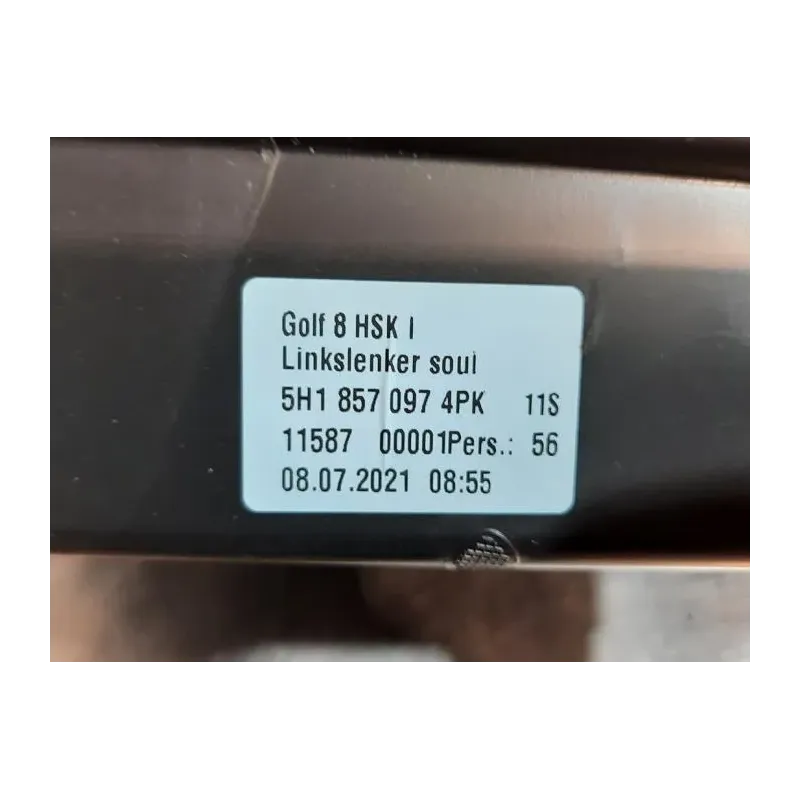 Golf 8 HSK I
Linkslenker soul
5H1 857 097 4PK 11S
11587 00001Pers.: 56
08.07.2021 08:55